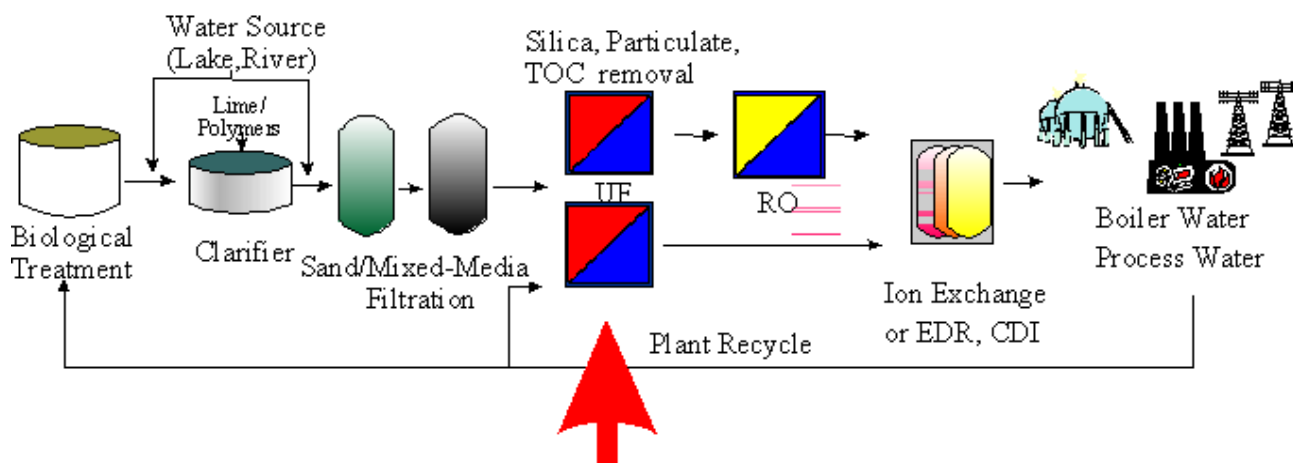 Water Source
(Lake,River)
Lime/
Polymers
Silica, Particulate,
TOC removal
UF
RO
Biological
Treatment
Clarifier
Sand/Mixed-Media
Filtration
Ion Exchange
or EDR, CDI
Boiler Water
Process Water
Plant Recycle